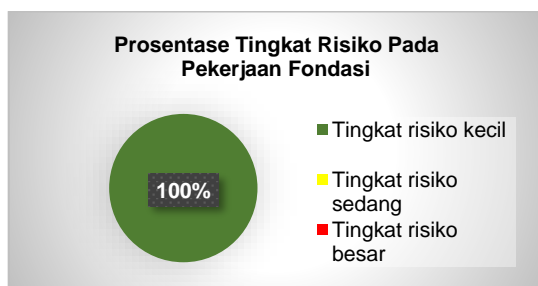 Prosentase Tingkat Risiko Pada
Pekerjaan Fondasi
100%
Tingkat risiko kecil
Tingkat risiko
sedang
Tingkat risiko
besar